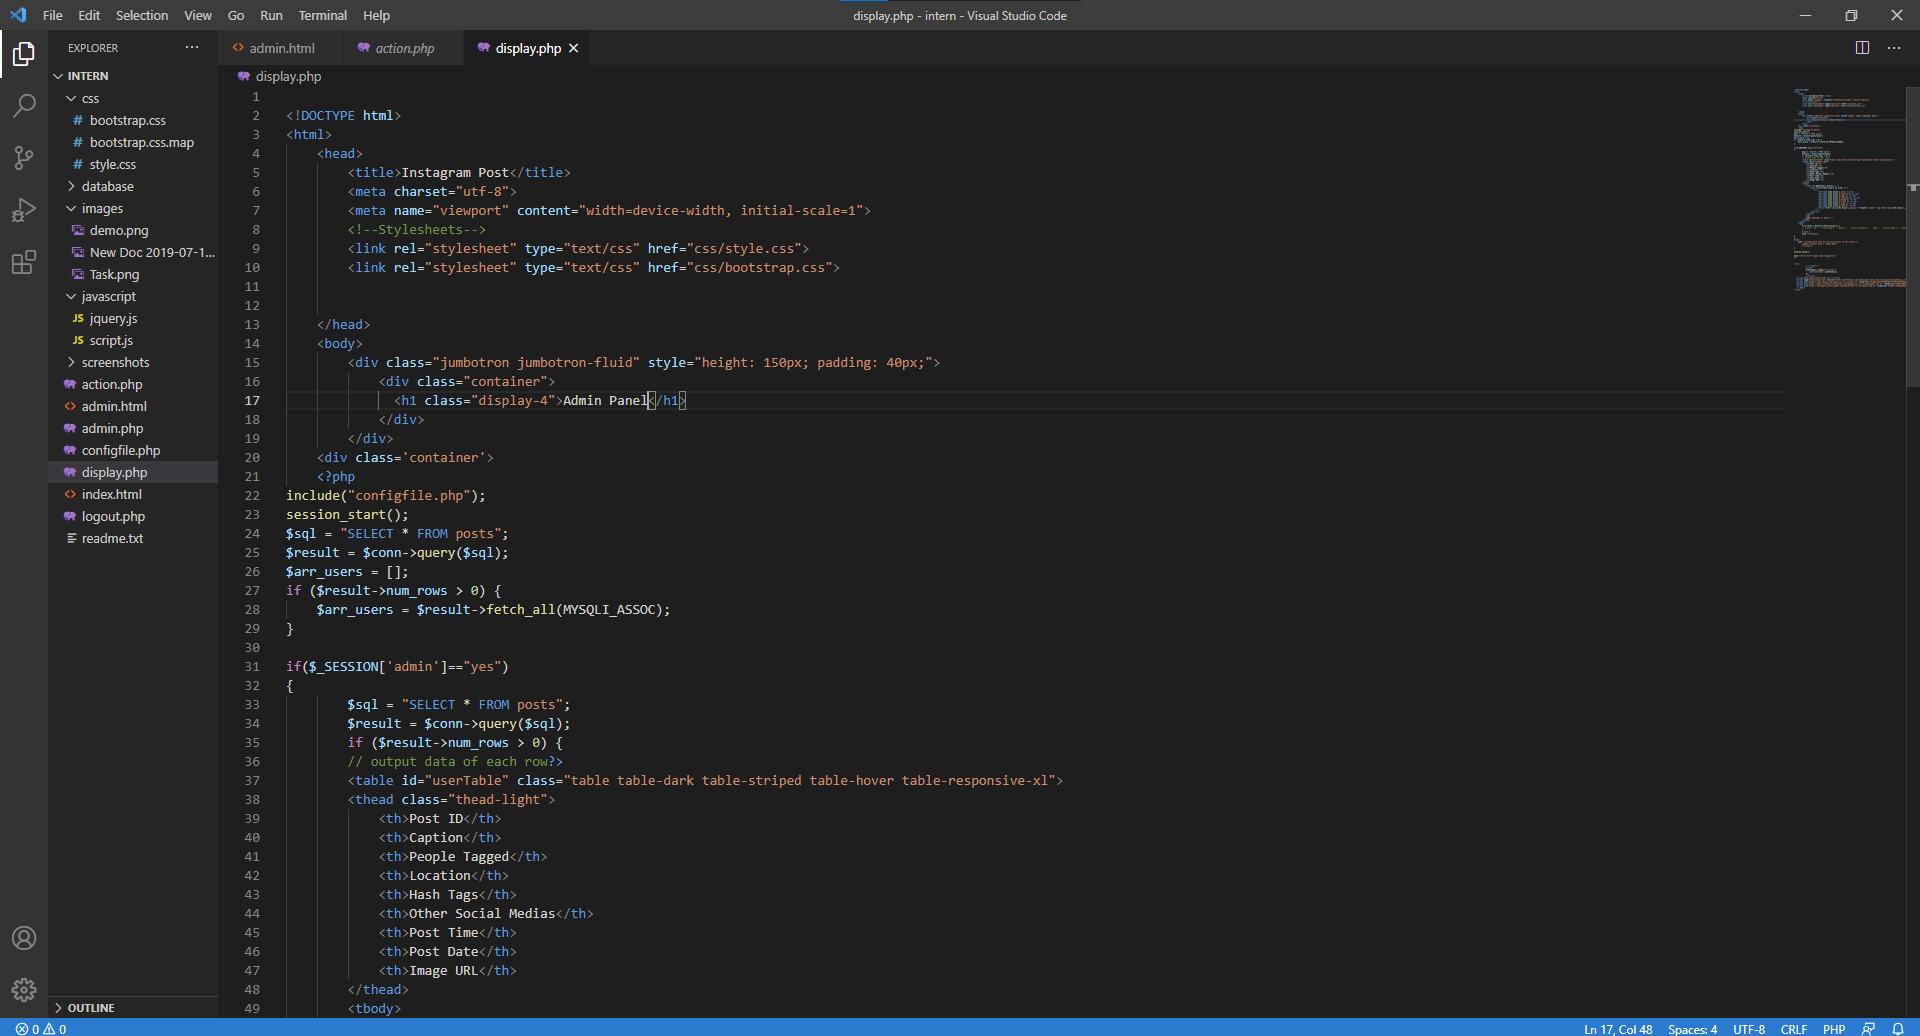 File Edit Selection View Go Run Terminal Help
display.php - intern - Visual Studio Code
EXPLORER
INTERN
css
bootstrap.css
bootstrap.css.map
style.css
database
images
demo.png
New Doc 2019-07-1...
Task.png
javascript
JS jquery.js
JS script.js
screenshots
action.php
admin.html
admin.php
configfile.php
display.php
index.html
logout.php
readme.txt
OUTLINE
admin.html action.php display.php
display.php
1
2 <!DOCTYPE html>
3 <html>
4 <head>
5 <title>Instagram Post</title>
6 <meta charset="utf-8">
7 <meta name="viewport" content="width=device-width, initial-scale=1">
8 <!--Stylesheets-->
9 <link rel="stylesheet" type="text/css" href="css/style.css">
10 <link rel="stylesheet" type="text/css" href="css/bootstrap.css">
11
12
13 </head>
14 <body>
15 <div class="jumbotron jumbotron-fluid" style="height: 150px; padding: 40px;">
16 <div class="container">
17 <h1 class="display-4">Admin Panel</h1>
18 </div>
19 </div>
20 <div class='container'>
21 <?php
22 include("configfile.php");
23 session_start();
24 $sql = "SELECT * FROM posts";
25 $result = $conn->query($sql);
26 $arr_users = [];
27 if ($result->num_rows > 0) {
28 $arr_users = $result->fetch_all(MYSQLI_ASSOC);
29 }
30
31 if($_SESSION['admin']=="yes")
32 {
33 $sql = "SELECT * FROM posts";
34 $result = $conn->query($sql);
35 if ($result->num_rows > 0) {
36 // output data of each row?>
37 <table id="userTable" class="table table-dark table-striped table-hover table-responsive-xl">
38 <thead class="thead-light">
39 <th>Post ID</th>
40 <th>Caption</th>
41 <th>People Tagged</th>
42 <th>Location</th>
43 <th>Hash Tags</th>
44 <th>Other Social Medias</th>
45 <th>Post Time</th>
46 <th>Post Date</th>
47 <th>Image URL</th>
48 </thead>
49 <tbody>
0 0
Ln 17, Col 48 Spaces: 4 UTF-8 CRLF PHP